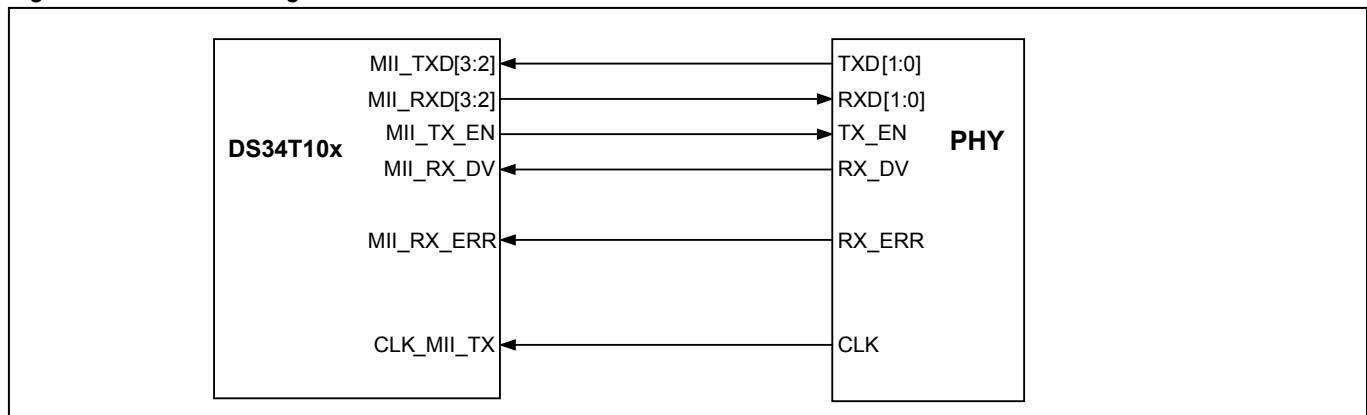 MII_TXD[3:2] TXD[1:0]
MII_RXD[3:2] RXD[1:0]
MII_TX_EN TX_EN
DS34T10x PHY
MII_RX_DV RX_DV
MII_RX_ERR RX_ERR
CLK_MII_TX CLK